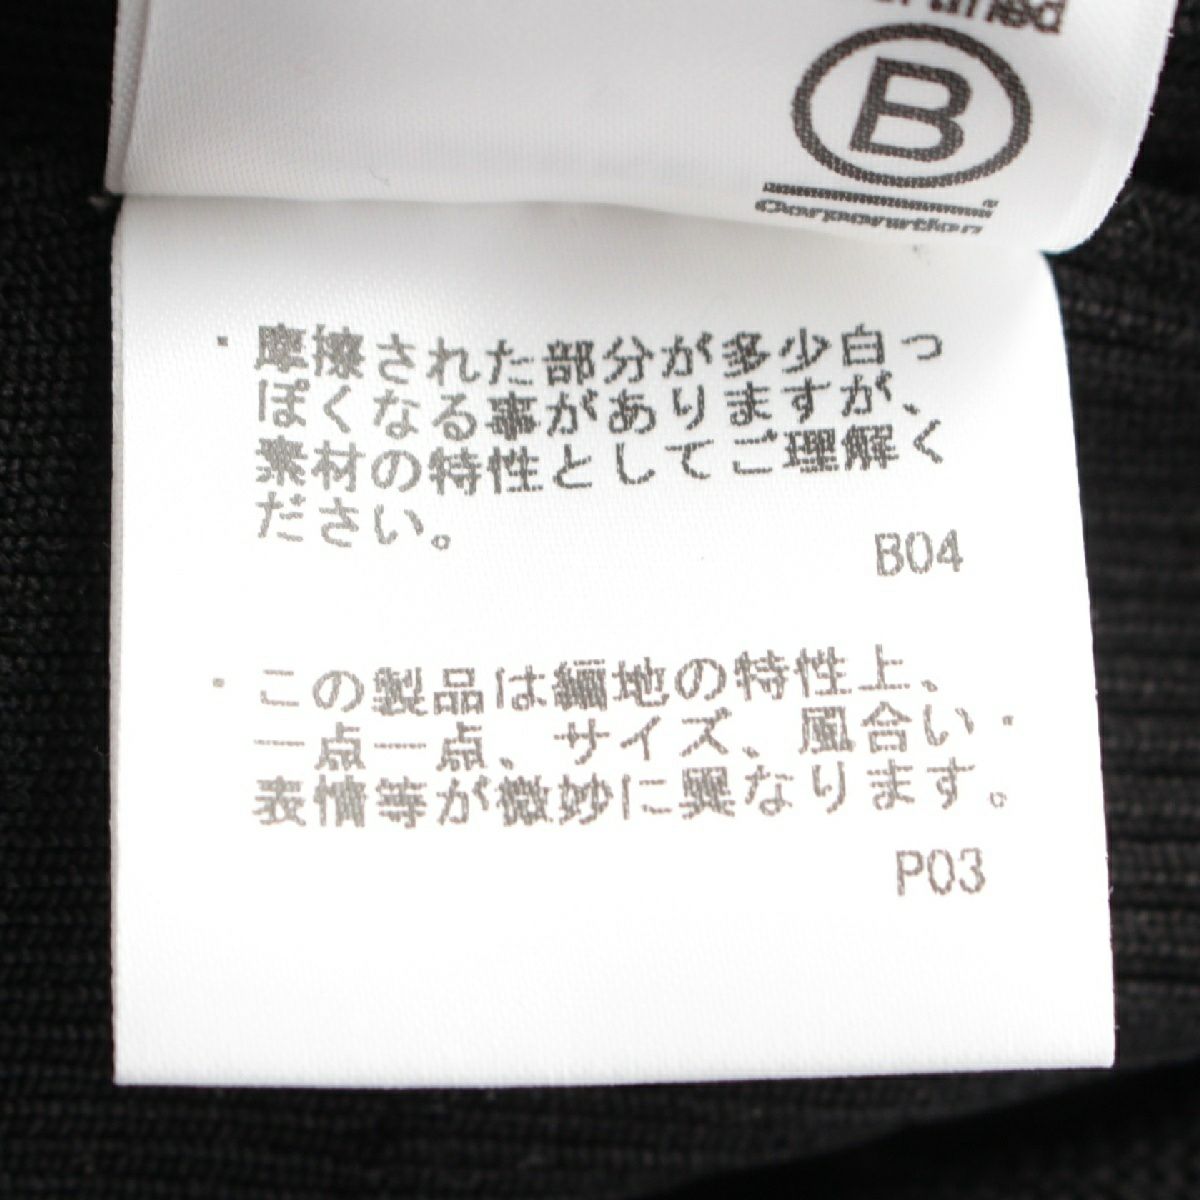 B
Corporation
・摩擦された部分が多少白っ
ぽくなる事がありますが、
素材の特性としてご理解く
ださい。
B04
・この製品は編地の特性上、
一点一点、サイズ、風合い・
表情等が微妙に異なります。
P03